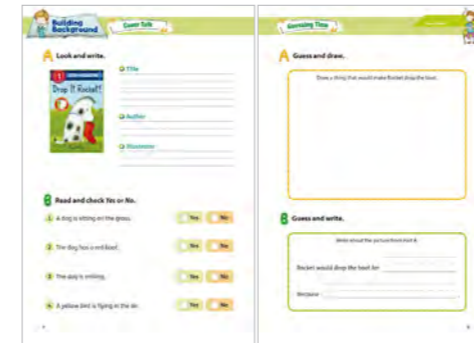 Building
Background
Cover Talk
A Look and write.
1
Drop It Rocket!
Title
Author
Illustrator
B Read and check Yes or No.
1 A dog is sitting on the grass. Yes No
2 The dog has a red boot. Yes No
3 The dog is smiling. Yes No
4 A yellow bird is flying in the air. Yes No
Guessing Time
A Guess and draw.
Draw a thing that would make Rocket drop the boot.
B Guess and write.
Write about the picture from Part A.
Rocket would drop the boot for
because